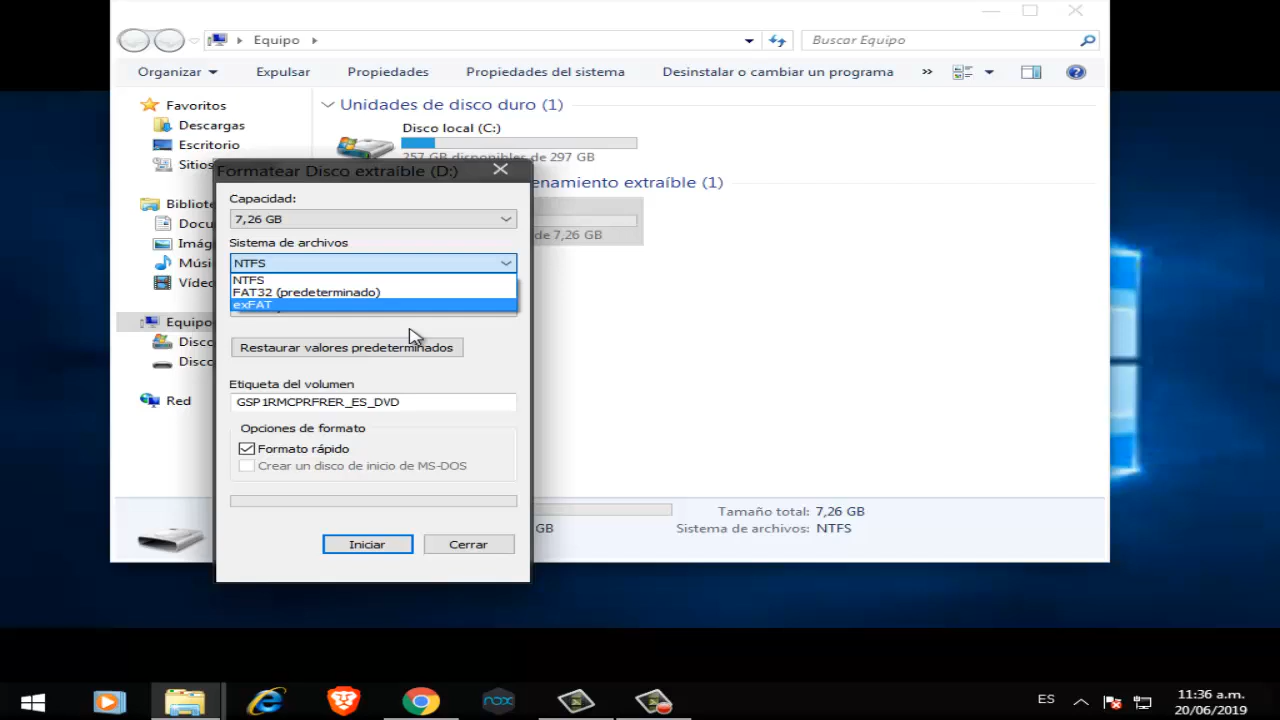 Equipo
Buscar Equipo
Organizar
Expulsar
Propiedades
Propiedades del sistema
Desinstalar o cambiar un programa
»
Favoritos
Descargas
Escritorio
Sitios
Bibliote
Docu
Imág
Músi
Víde
Equipo
Disco
Disco
Red
Unidades de disco duro (1)
Disco local (C:)
257 GB disponibles de 297 GB
enamiento extraíble (1)
de 7,26 GB
Formatear Disco extraíble (D:)
Capacidad:
7,26 GB
Sistema de archivos
NTFS
NTFS
FAT32 (predeterminado)
exFAT
Restaurar valores predeterminados
Etiqueta del volumen
GSP1RMCPRFRER_ES_DVD
Opciones de formato
Formato rápido
Crear un disco de inicio de MS-DOS
Iniciar
Cerrar
GB
Tamaño total: 7,26 GB
Sistema de archivos: NTFS
nox
ES
11:36 a.m.
20/06/2019